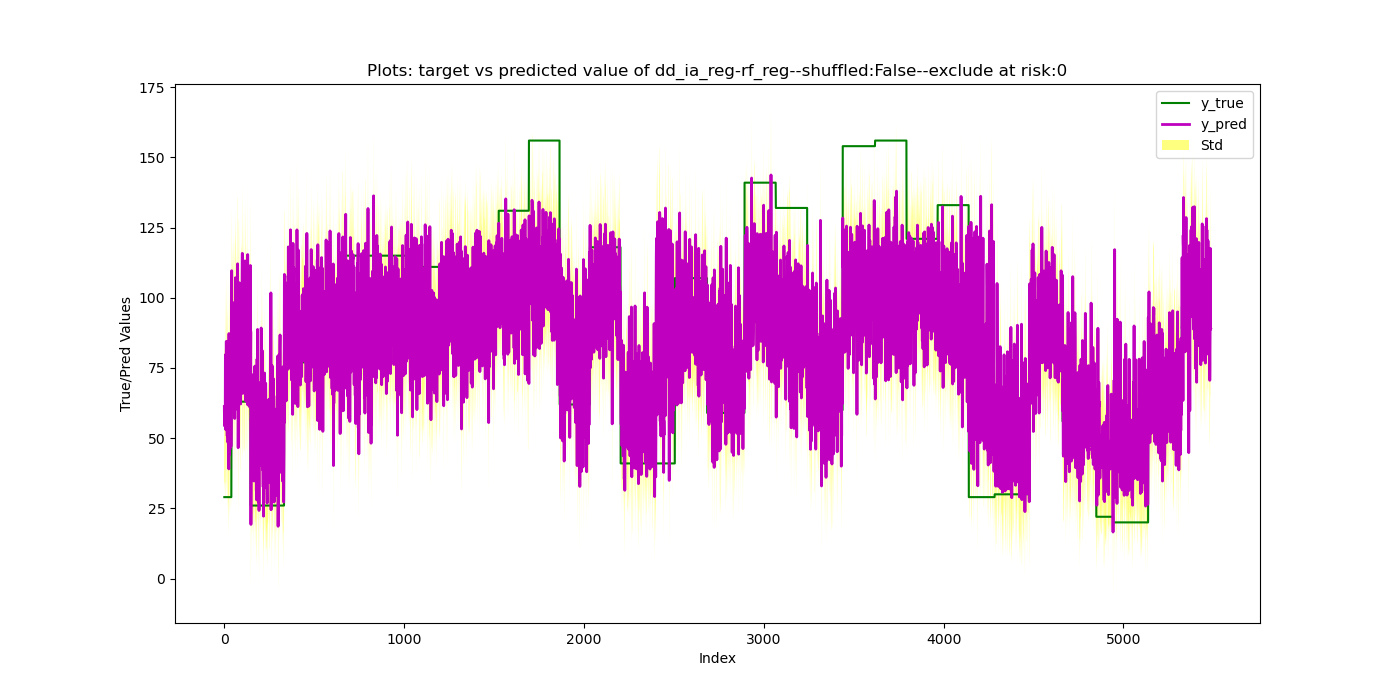 Plots: target vs predicted value of dd_ia_reg-rf_reg--shuffled:False--exclude at risk:0
y_true
y_pred
Std
True/Pred Values
175
150
125
100
75
50
25
0
0 1000 2000 3000 4000 5000
Index